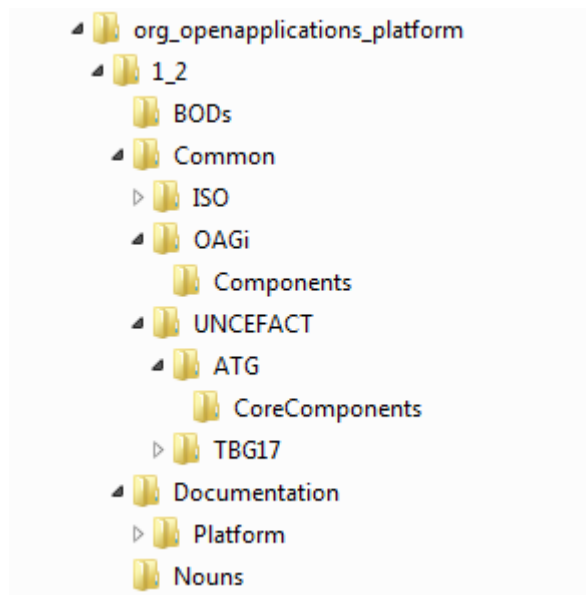 org_openapplications_platform
1_2
BODs
Common
ISO
OAGi
Components
UNCEFACT
ATG
CoreComponents
TBG17
Documentation
Platform
Nouns